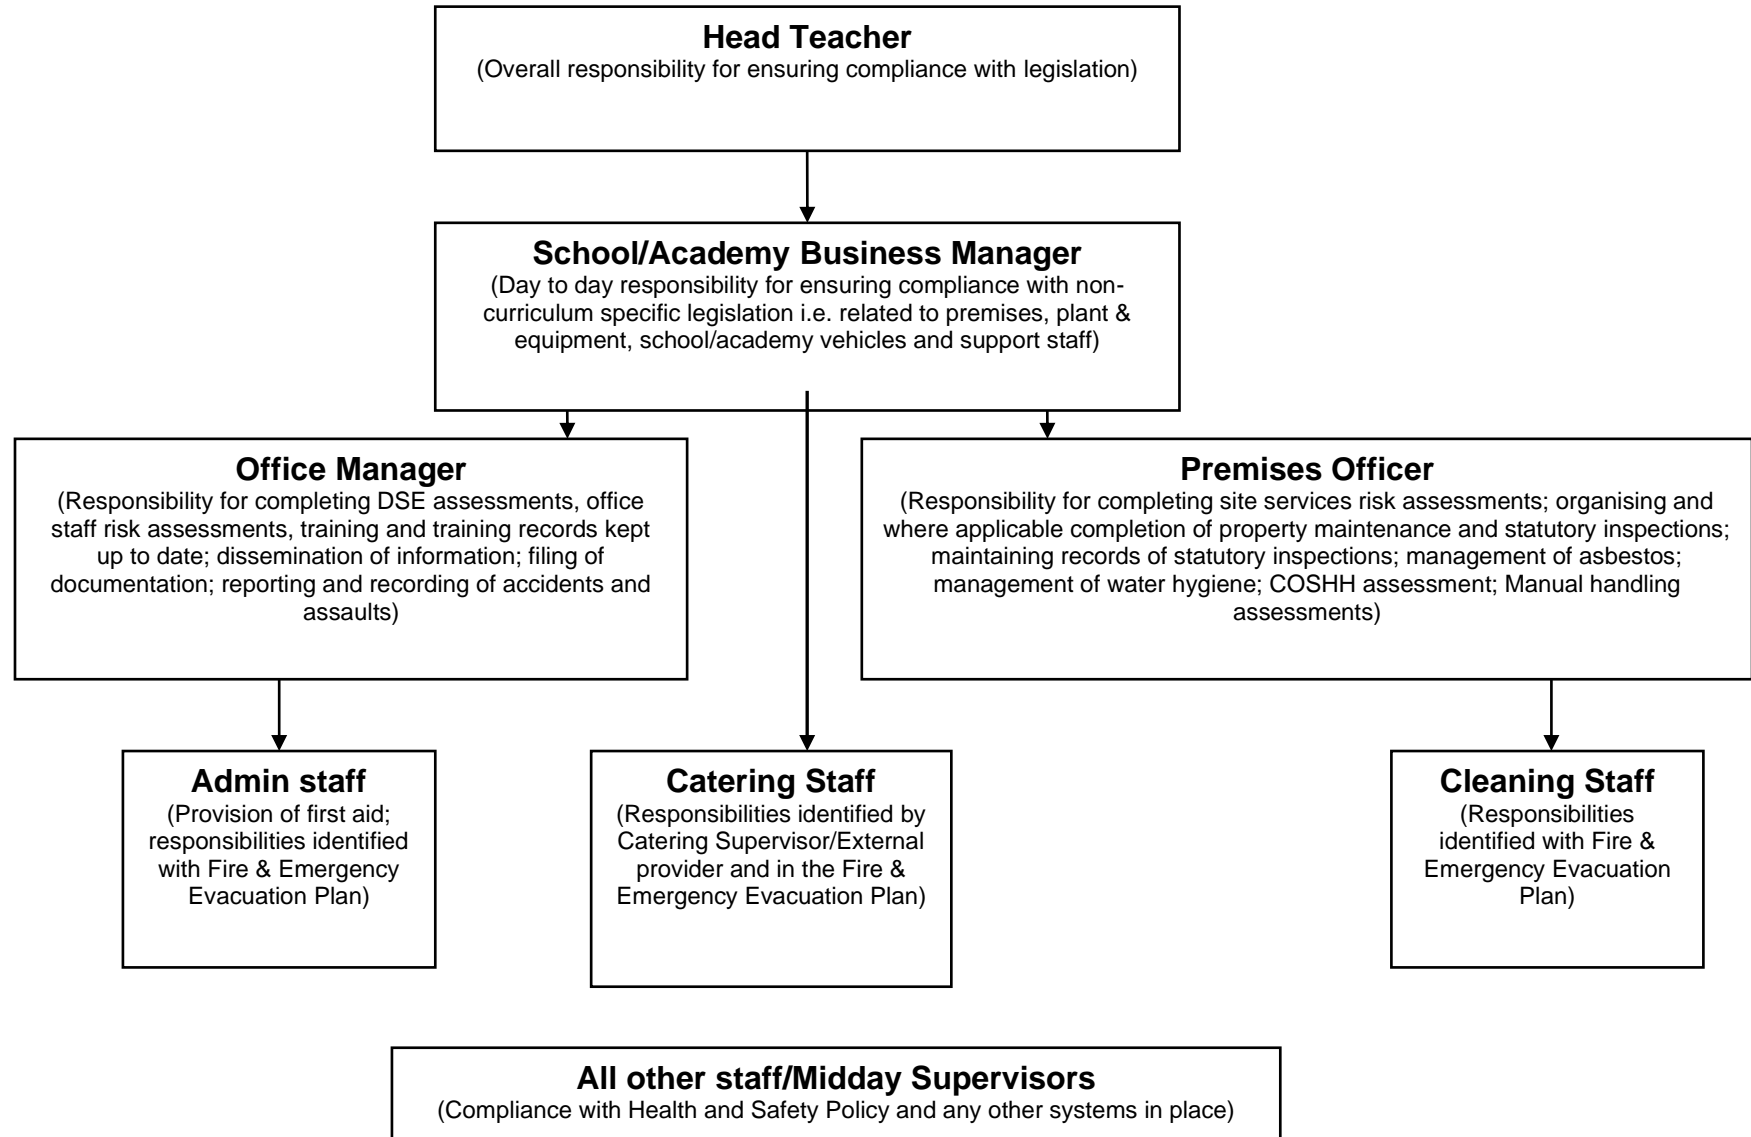 Head Teacher
(Overall responsibility for ensuring compliance with legislation)
School/Academy Business Manager
(Day to day responsibility for ensuring compliance with non-
curriculum specific legislation i.e. related to premises, plant &
equipment, school/academy vehicles and support staff)
Office Manager
(Responsibility for completing DSE assessments, office
staff risk assessments, training and training records kept
up to date; dissemination of information; filing of
documentation; reporting and recording of accidents and
assaults)
Premises Officer
(Responsibility for completing site services risk assessments; organising and
where applicable completion of property maintenance and statutory inspections;
maintaining records of statutory inspections; management of asbestos;
management of water hygiene; COSHH assessment; Manual handling
assessments)
Admin staff
(Provision of first aid;
responsibilities identified
with Fire & Emergency
Evacuation Plan)
Catering Staff
(Responsibilities identified by
Catering Supervisor/External
provider and in the Fire &
Emergency Evacuation Plan)
Cleaning Staff
(Responsibilities
identified with Fire &
Emergency Evacuation
Plan)
All other staff/Midday Supervisors
(Compliance with Health and Safety Policy and any other systems in place)